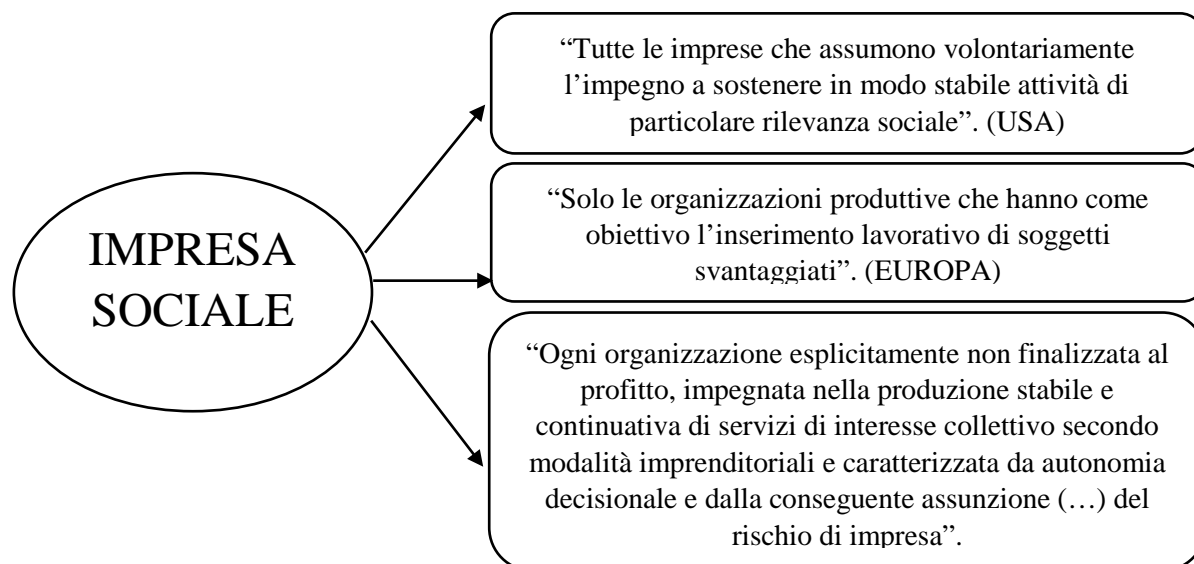 IMPRESA
SOCIALE
“Tutte le imprese che assumono volontariamente
l’impegno a sostenere in modo stabile attività di
particolare rilevanza sociale”. (USA)
“Solo le organizzazioni produttive che hanno come
obiettivo l’inserimento lavorativo di soggetti
svantaggiati”. (EUROPA)
“Ogni organizzazione esplicitamente non finalizzata al
profitto, impegnata nella produzione stabile e
continuativa di servizi di interesse collettivo secondo
modalità imprenditoriali e caratterizzata da autonomia
decisionale e dalla conseguente assunzione (…) del
rischio di impresa”.